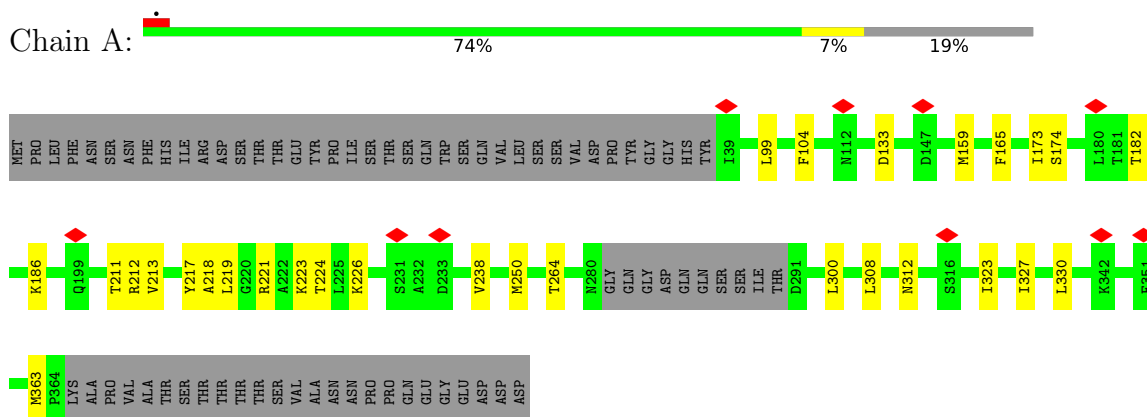 Chain A:
74% 7% 19%
MET PRO LEU PHE ASN SER SER ASN PHE HIS ILE ARG ASP SER THR THR GLU TYR PRO ILE SER THR SER GLN TRP SER GLN VAL LEU SER SER VAL ASP PRO TYR GLY GLY HIS TYR I39 L99 F104 N112 D133 D147 M159 F165 I173 S174 L180 T181 T182
K186 Q199 T211 R212 V213 Y217 A218 L219 G220 R221 A222 K223 T224 L225 K226 S231 A232 D233 V238 M250 T264 N280 GLY GLN GLY ASP GLN GLN SER SER ILE THR D291 L300 L308 N312 S316 I323 I327 L330 K342
M363 P364 LYS ALA PRO VAL ALA THR SER THR THR THR THR SER VAL ALA ASN ASN PRO PRO GLN GLU GLY GLU ASP ASP ASP